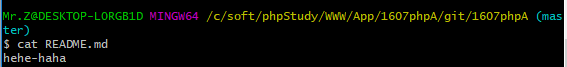 Mr.Z@DESKTOP-LORGB1D MINGW64 /c/soft/phpStudy/WWW/App/1607phpA/git/1607phpA (mas
ter)
$ cat README.md
hehe-haha